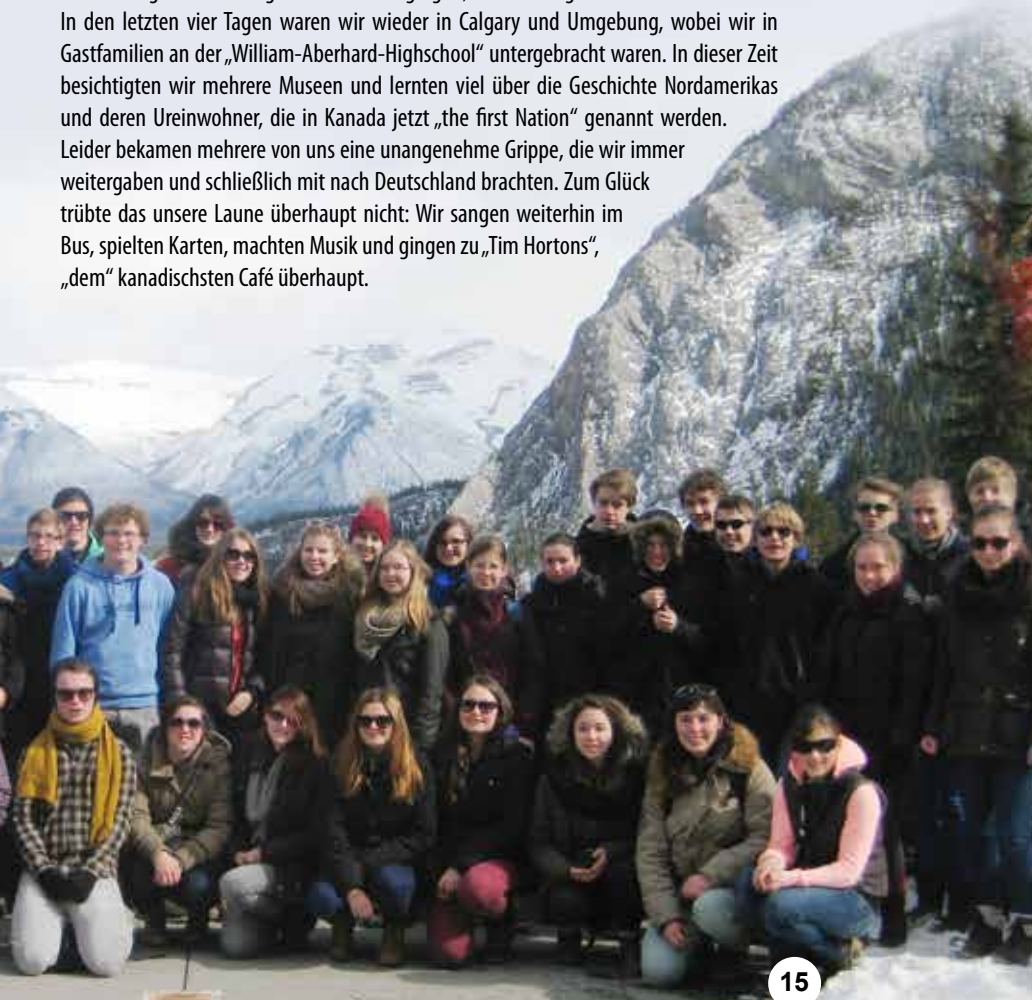 In den letzten vier Tagen waren wir wieder in Calgary und Umgebung, wobei wir in
Gastfamilien an der „William-Aberhard-Highschool“ untergebracht waren. In dieser Zeit
besichtigten wir mehrere Museen und lernten viel über die Geschichte Nordamerikas
und deren Ureinwohner, die in Kanada jetzt „the first Nation“ genannt werden.
Leider bekamen mehrere von uns eine unangenehme Grippe, die wir immer
weitergaben und schließlich mit nach Deutschland brachten. Zum Glück
trübte das unsere Laune überhaupt nicht: Wir sangen weiterhin im
Bus, spielten Karten, machten Musik und gingen zu „Tim Hortons“,
„dem“ kanadischsten Café überhaupt.
15